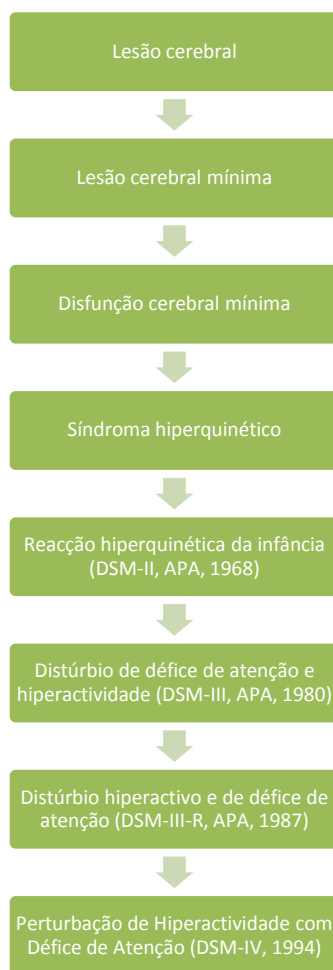 Lesão cerebral
Lesão cerebral mínima
Disfunção cerebral mínima
Síndroma hiperquinético
Reacção hiperquinética da infância
(DSM-II, APA, 1968)
Distúrbio de défice de atenção e
hiperactividade (DSM-III, APA, 1980)
Distúrbio hiperactivo e de défice de
atenção (DSM-III-R, APA, 1987)
Perturbação de Hiperactividade com
Défice de Atenção (DSM-IV, 1994)